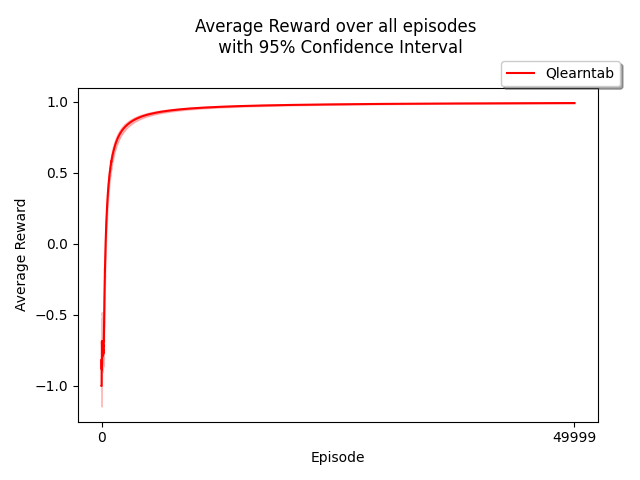 Average Reward over all episodes
with 95% Confidence Interval
Qlearntab
1.0
0.5
0.0
−0.5
−1.0
Average Reward
0
49999
Episode